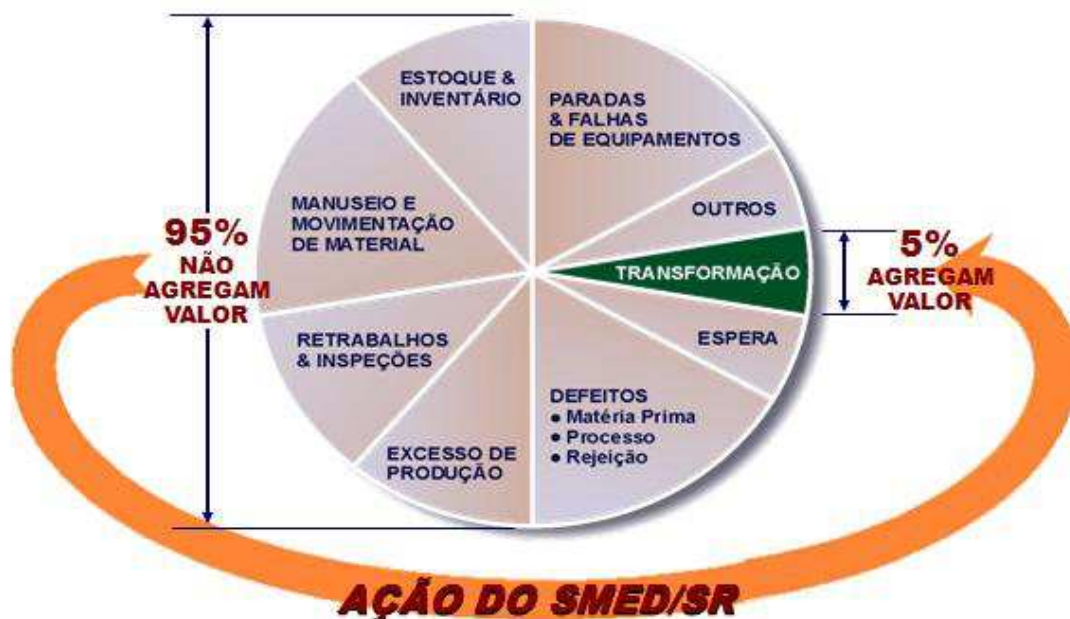 ESTOQUE &
INVENTÁRIO
PARADAS
& FALHAS
DE EQUIPAMENTOS
MANUSEIO E
MOVIMENTAÇÃO
DE MATERIAL
OUTROS
95%
NÃO
AGREGAM
VALOR
TRANSFORMAÇÃO
5%
AGREGAM
VALOR
RETRABALHOS
& INSPEÇÕES
ESPERA
DEFEITOS
● Matéria Prima
● Processo
● Rejeição
EXCESSO DE
PRODUÇÃO
AÇÃO DO SMED/SR